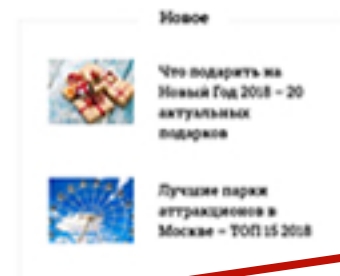 Новое
Что подарить на
Новый Год 2018 – 20
актуальных
подарков
Лучшие парки
аттракционов в
Москве – ТОП 15 2018